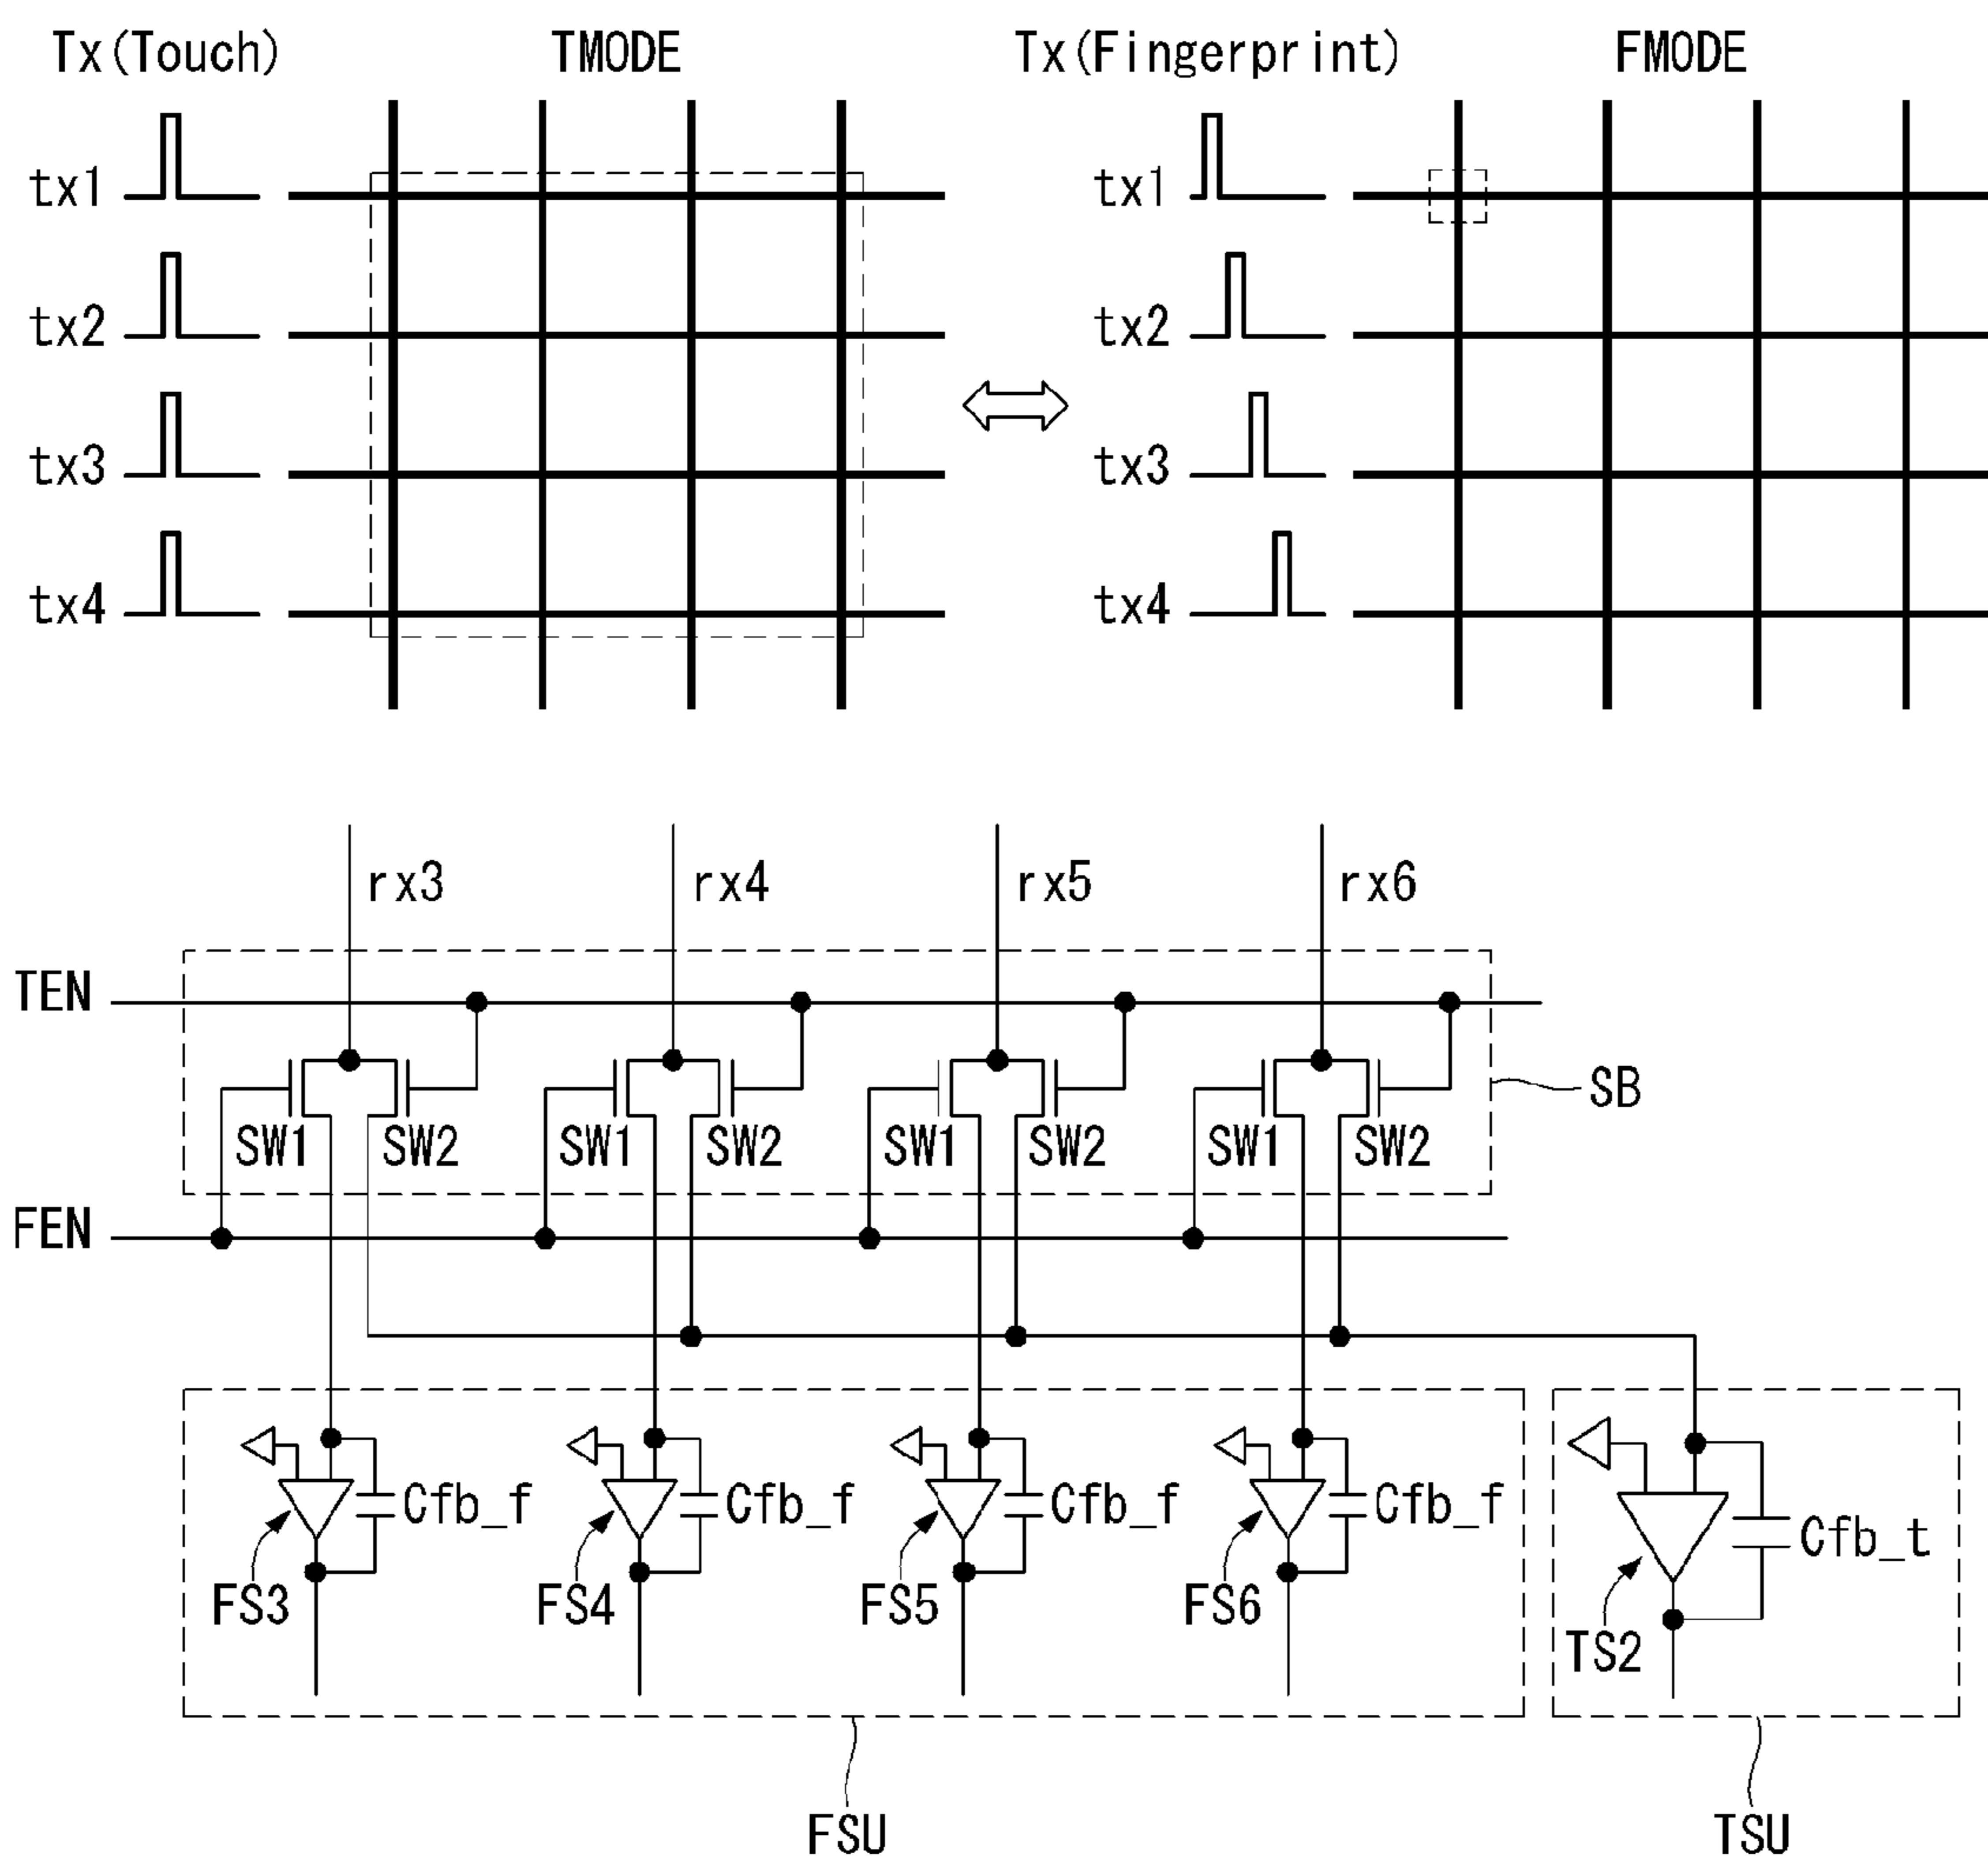 Tx(Touch) TMODE Tx(Fingerprint) FMODE
tx1 tx1
tx2 tx2
tx3 tx3
tx4 tx4
rx3 rx4 rx5 rx6
TEN
SB
SW1 SW2 SW1 SW2 SW1 SW2 SW1 SW2
FEN
Cfb_f Cfb_f Cfb_f Cfb_f Cfb_t
FS3 FS4 FS5 FS6
TS2
FSU TSU